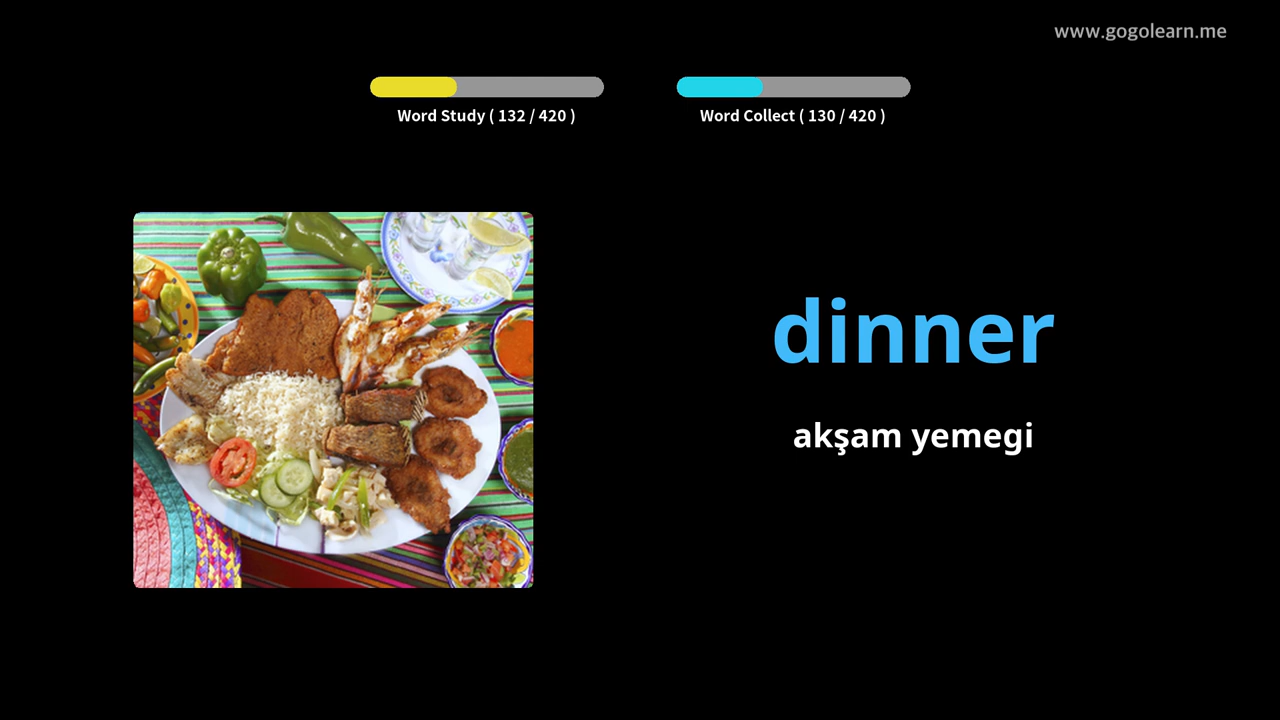 www.gogolearn.me
Word Study ( 132 / 420 )
Word Collect ( 130 / 420 )
dinner
akşam yemegi